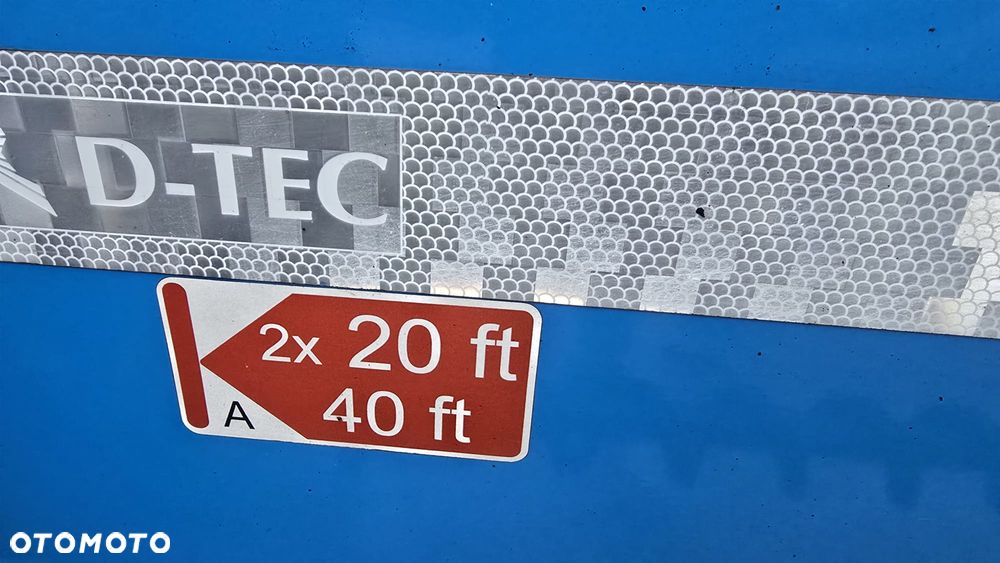 D-TEC
2x 20 ft
40 ft
A
OTOMOTO